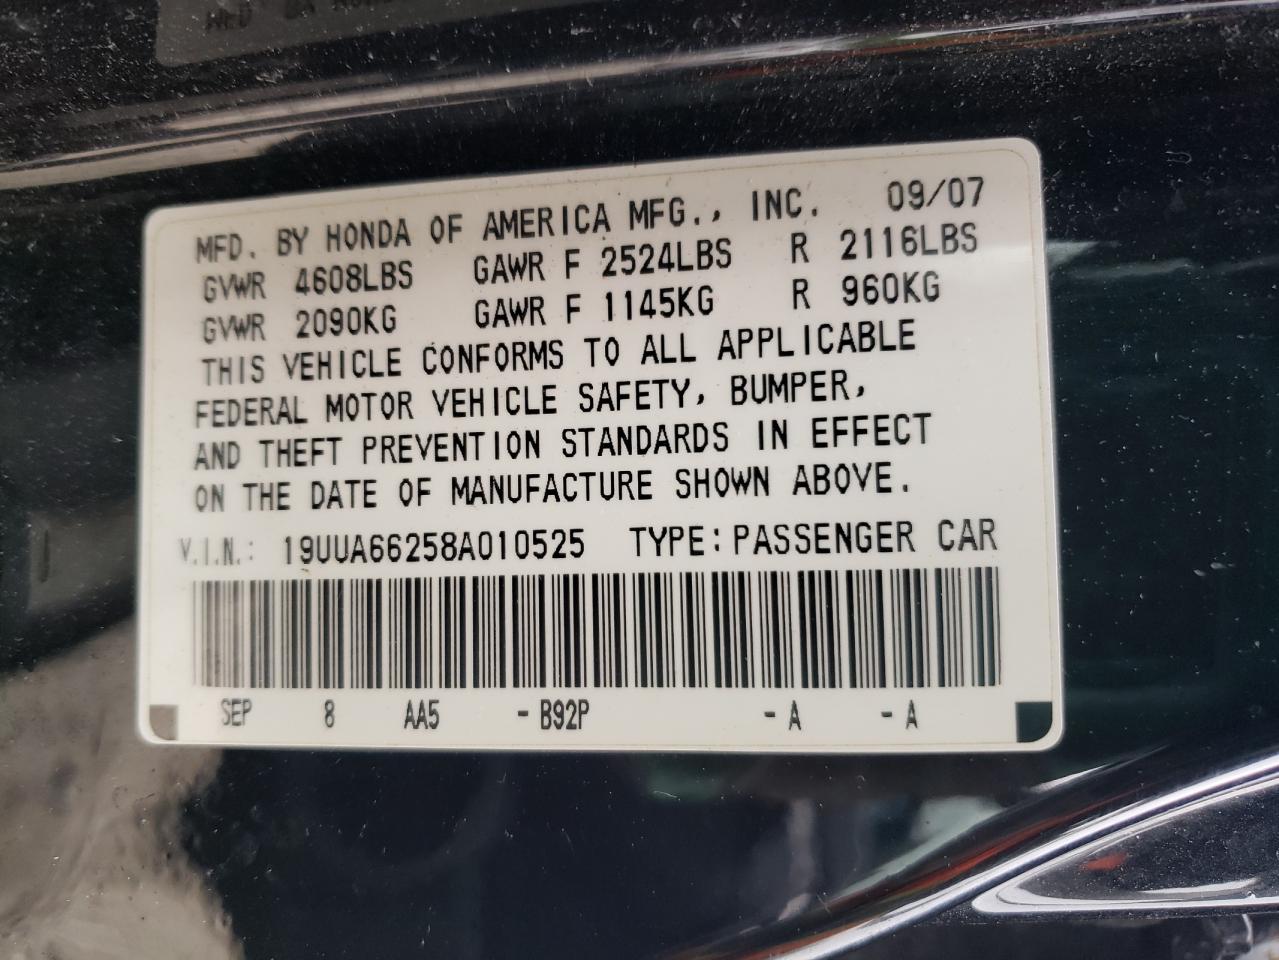 MFD. BY HONDA OF AMERICA MFG., INC. 09/07
GVWR 4608LBS GAWR F 2524LBS R 2116LBS
GVWR 2090KG GAWR F 1145KG R 960KG
THIS VEHICLE CONFORMS TO ALL APPLICABLE
FEDERAL MOTOR VEHICLE SAFETY, BUMPER,
AND THEFT PREVENTION STANDARDS IN EFFECT
ON THE DATE OF MANUFACTURE SHOWN ABOVE.
V.I.N.: 19UUA66258A010525 TYPE: PASSENGER CAR
SEP 8 AA5 - B92P - A - A